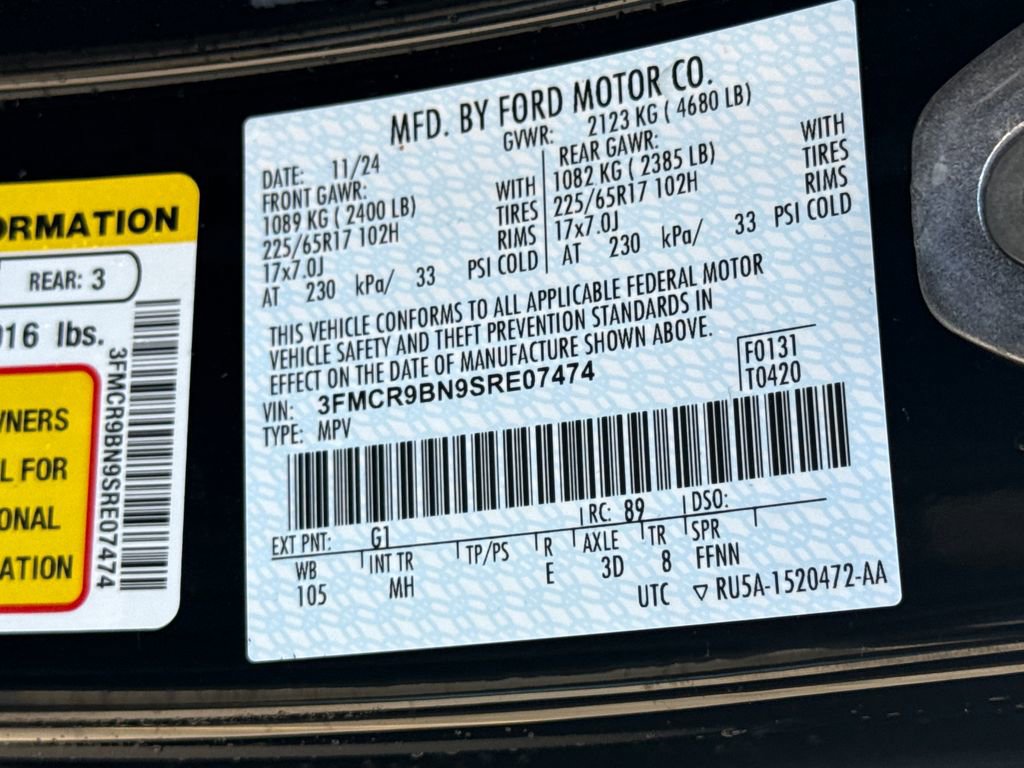 ORMATION
REAR: 3
916 lbs.
WNERS
L FOR
ONAL
ATION
3FMCR9BN9SRE07474
MFD. BY FORD MOTOR CO.
GVWR: 2123 KG ( 4680 LB)
DATE: 11/24
FRONT GAWR:
1089 KG ( 2400 LB) WITH
225/65R17 102H TIRES
17x7.0J RIMS
AT 230 kPa/ 33 PSI COLD
REAR GAWR:
1082 KG ( 2385 LB) WITH
225/65R17 102H TIRES
17x7.0J RIMS
AT 230 kPa/ 33 PSI COLD
THIS VEHICLE CONFORMS TO ALL APPLICABLE FEDERAL MOTOR
VEHICLE SAFETY AND THEFT PREVENTION STANDARDS IN
EFFECT ON THE DATE OF MANUFACTURE SHOWN ABOVE.
VIN: 3FMCR9BN9SRE07474
TYPE: MPV
F0131
T0420
EXT PNT: G1 RC: 89 DSO:
WB INT TR TP/PS R AXLE TR SPR
105 MH E 3D 8 FFNN
UTC ▽ RU5A-1520472-AA